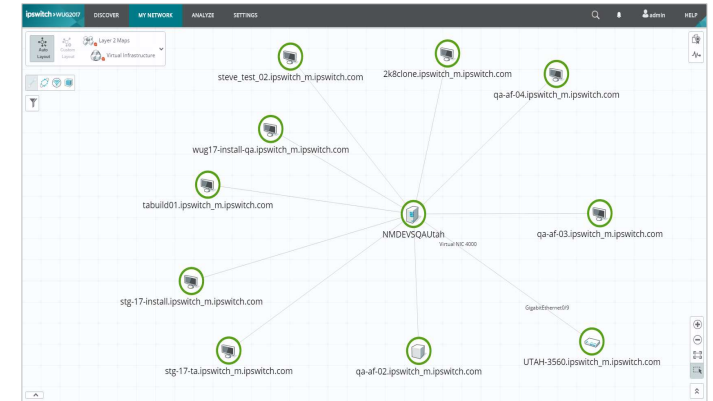 ipswitch WUG2017 DISCOVER MY NETWORK ANALYZE SETTINGS admin HELP
Auto Layout
Custom Layout
Layer 2 Maps
Virtual Infrastructure
steve_test_02.ipswitch_m.ipswitch.com
2k8clone.ipswitch_m.ipswitch.com
qa-af-04.ipswitch_m.ipswitch.com
wug17-install-qa.ipswitch_m.ipswitch.com
tabuild01.ipswitch_m.ipswitch.com
NMDEVSQAUtah
Virtual NIC 4000
qa-af-03.ipswitch_m.ipswitch.com
stg-17-install.ipswitch_m.ipswitch.com
GigabitEthernet0/9
UTAH-3560.ipswitch_m.ipswitch.com
stg-17-ta.ipswitch_m.ipswitch.com
qa-af-02.ipswitch_m.ipswitch.com